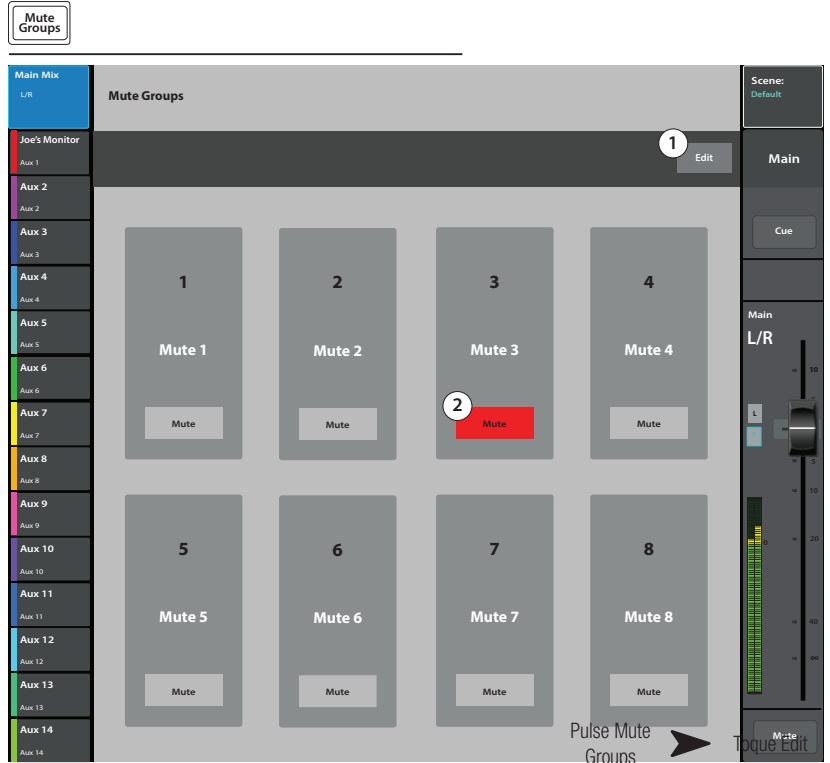 Mute
Groups
Main Mix
L/R
Mute Groups
Scene:
Default
Joe's Monitor
Aux 1
1
Edit
Main
Aux 2
Aux 2
Aux 3
Aux 3
Cue
Aux 4
Aux 4
Aux 5
Aux 5
Aux 6
Aux 6
Aux 7
Aux 7
Aux 8
Aux 8
Aux 9
Aux 9
Aux 10
Aux 10
Aux 11
Aux 11
Aux 12
Aux 12
Aux 13
Aux 13
Aux 14
Aux 14
1
Mute 1
Mute
2
Mute 2
Mute
3
Mute 3
2
Mute
4
Mute 4
Mute
5
Mute 5
Mute
6
Mute 6
Mute
7
Mute 7
Mute
8
Mute 8
Mute
Main
L/R
10
L
5
10
0
20
40
∞
Mute
Pulse Mute
Groups
Toque Edit